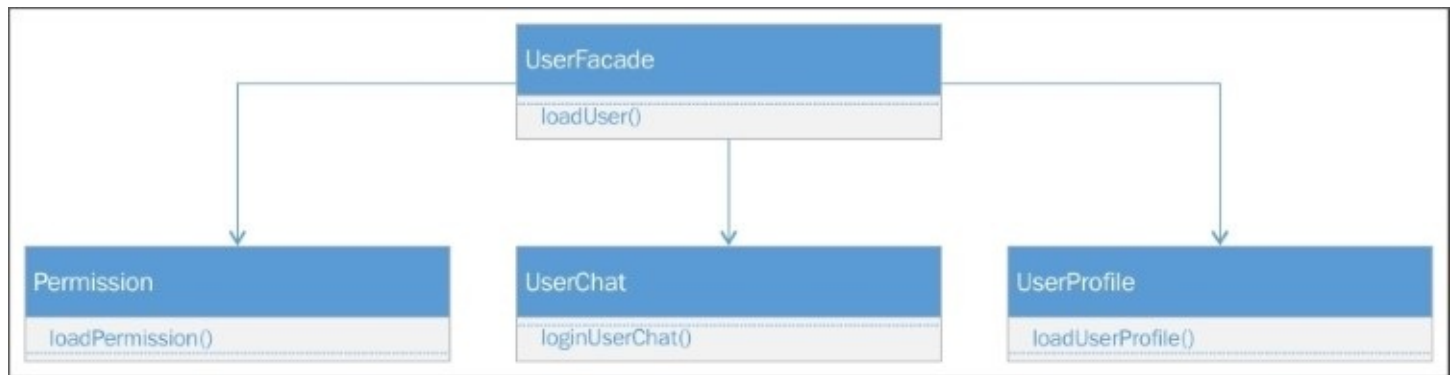 UserFacade
loadUser()
Permission
loadPermission()
UserChat
loginUserChat()
UserProfile
loadUserProfile()